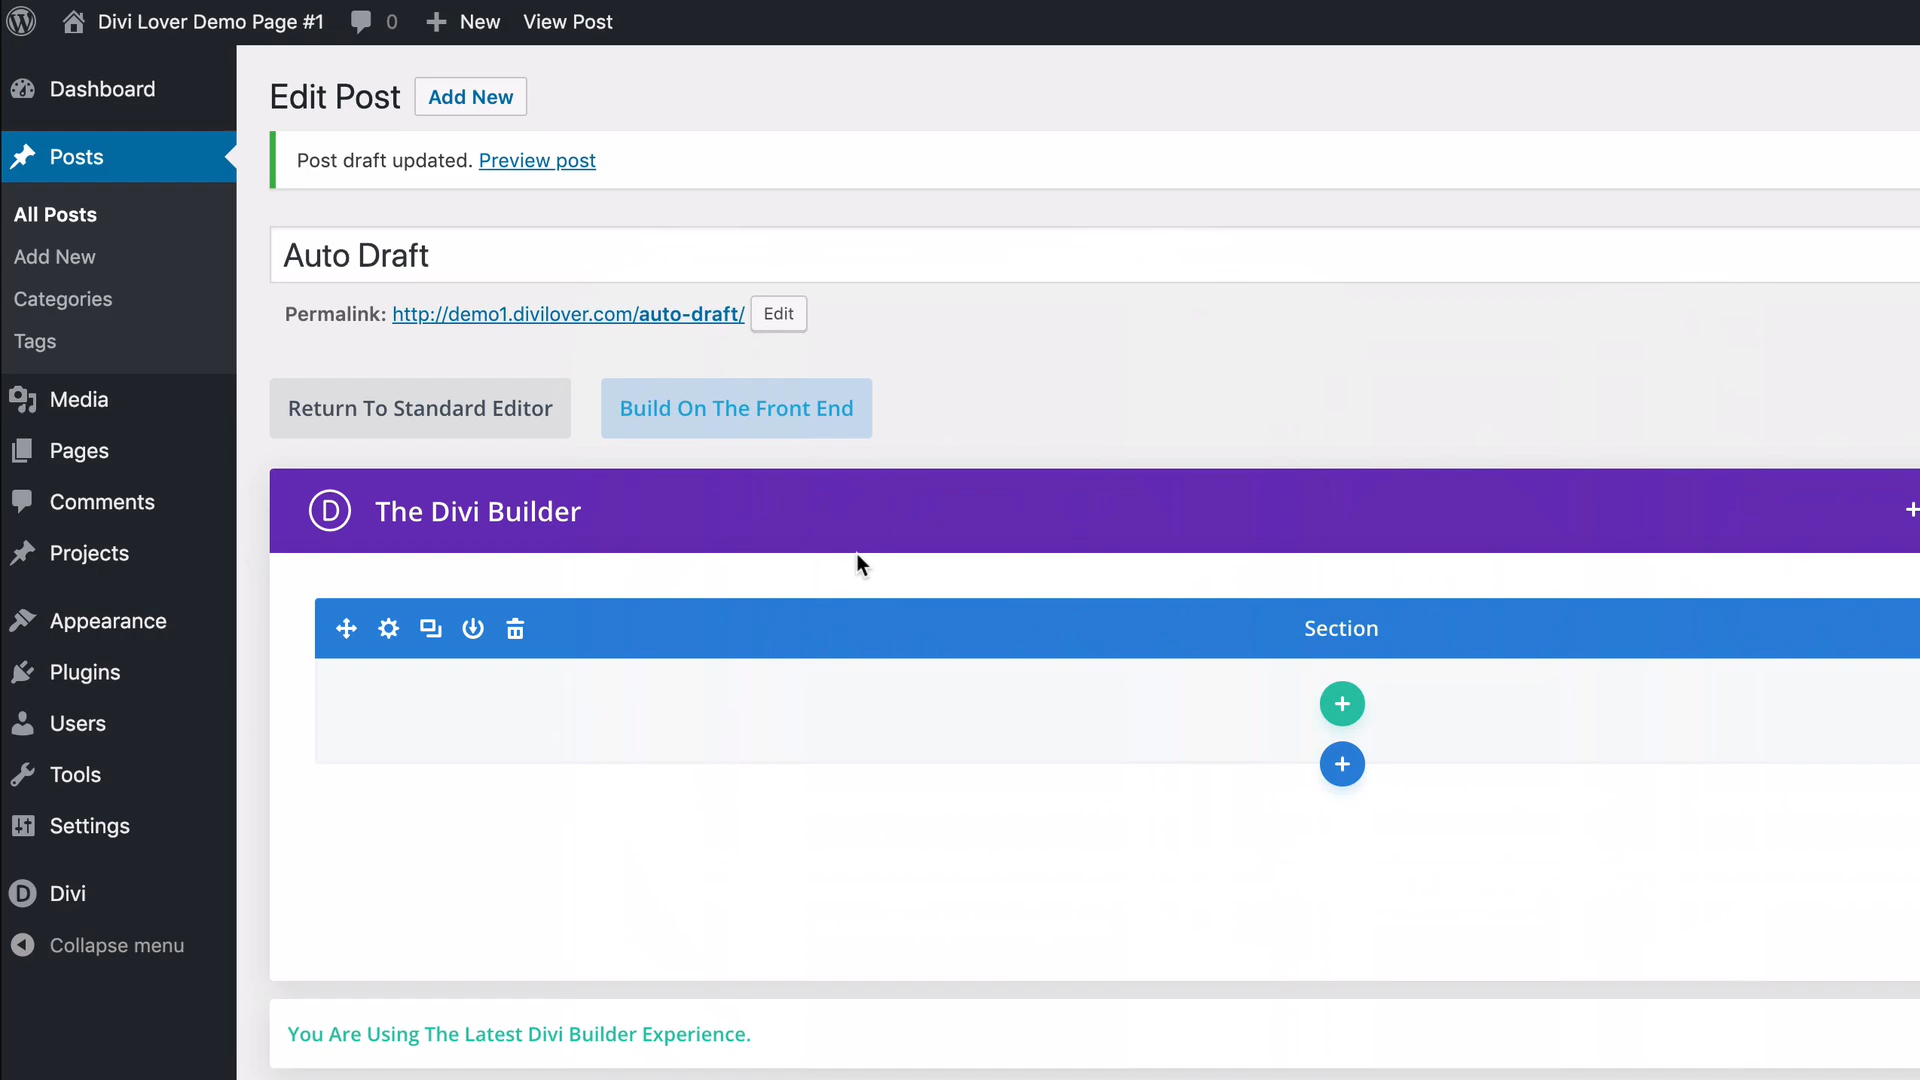 Divi Lover Demo Page #1 0 New View Post
Dashboard
Posts
All Posts
Add New
Categories
Tags
Media
Pages
Comments
Projects
Appearance
Plugins
Users
Tools
Settings
Divi
Collapse menu
Edit Post Add New
Post draft updated. Preview post
Auto Draft
Permalink: http://demo1.divilover.com/auto-draft/ Edit
Return To Standard Editor Build On The Front End
D The Divi Builder
Section
You Are Using The Latest Divi Builder Experience.